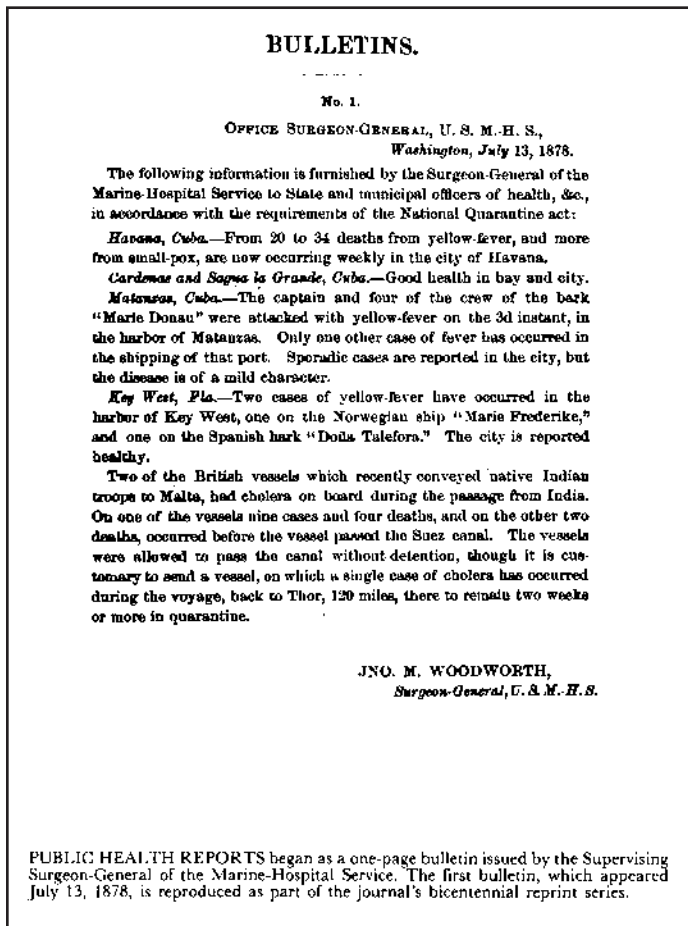 BULLETINS.
No. 1.
OFFICE SURGEON-GENERAL, U. S. M.-H. S.,
Washington, July 13, 1878.
The following information is furnished by the Surgeon-General of the
Marine-Hospital Service to State and municipal officers of health, &c.,
in accordance with the requirements of the National Quarantine act:
Havana, Cuba.—From 20 to 34 deaths from yellow-fever, and more
from small-pox, are now occurring weekly in the city of Havana.
Cardenas and Sagua la Grande, Cuba.—Good health in bay and city.
Matanzas, Cuba.—The captain and four of the crew of the bark
"Marie Donau" were attacked with yellow-fever on the 3d instant, in
the harbor of Matanzas. Only one other case of fever has occurred in
the shipping of that port. Sporadic cases are reported in the city, but
the disease is of a mild character.
Key West, Fla.—Two cases of yellow-fever have occurred in the
harbor of Key West, one on the Norwegian ship "Marie Frederike,"
and one on the Spanish bark "Doña Talefora." The city is reported
healthy.
Two of the British vessels which recently conveyed native Indian
troops to Malta, had cholera on board during the passage from India.
On one of the vessels nine cases and four deaths, and on the other two
deaths, occurred before the vessel passed the Suez canal. The vessels
were allowed to pass the canal without detention, though it is cus-
tomary to send a vessel, on which a single case of cholera has occurred
during the voyage, back to Thor, 120 miles, there to remain two weeks
or more in quarantine.
JNO. M. WOODWORTH,
Surgeon-General, U. S. M.-H. S.
PUBLIC HEALTH REPORTS began as a one-page bulletin issued by the Supervising
Surgeon-General of the Marine-Hospital Service. The first bulletin, which appeared
July 13, 1878, is reproduced as part of the journal's bicentennial reprint series.